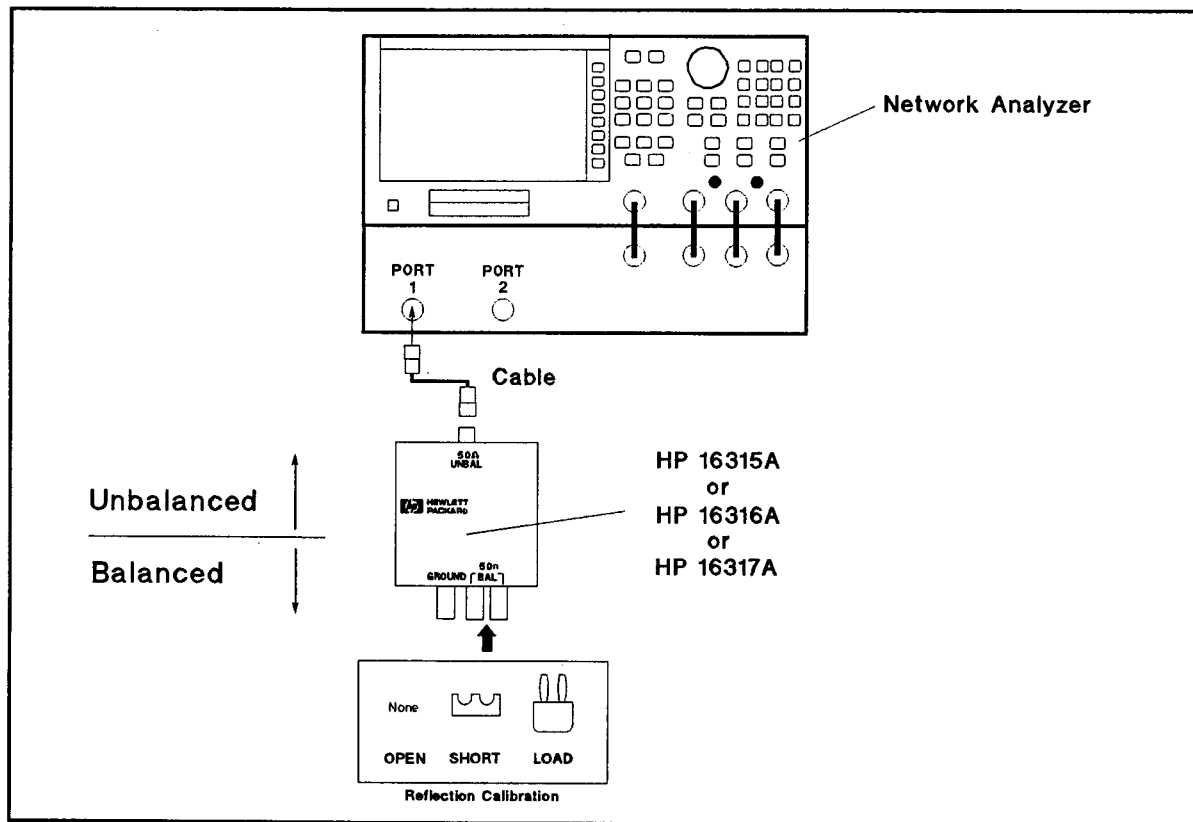 Network Analyzer
PORT
1
PORT
2
Cable
50Ω
UNBAL
hp HEWLETT
PACKARD
HP 16315A
or
HP 16316A
or
HP 16317A
Unbalanced
Balanced
50Ω
GROUND BAL
None
OPEN SHORT LOAD
Reflection Calibration